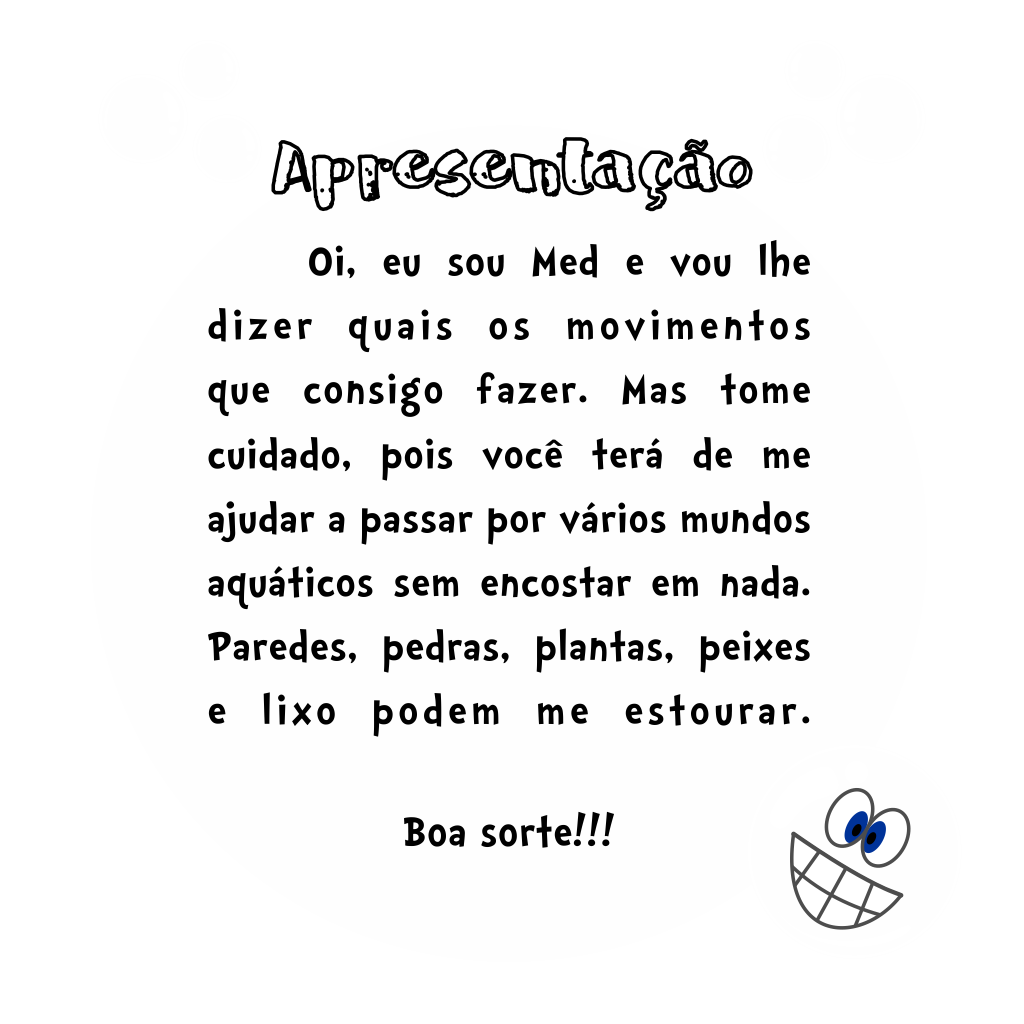 Apresentação
Oi, eu sou Med e vou lhe
dizer quais os movimentos
que consigo fazer. Mas tome
cuidado, pois você terá de me
ajudar a passar por vários mundos
aquáticos sem encostar em nada.
Paredes, pedras, plantas, peixes
e lixo podem me estourar.
Boa sorte!!!